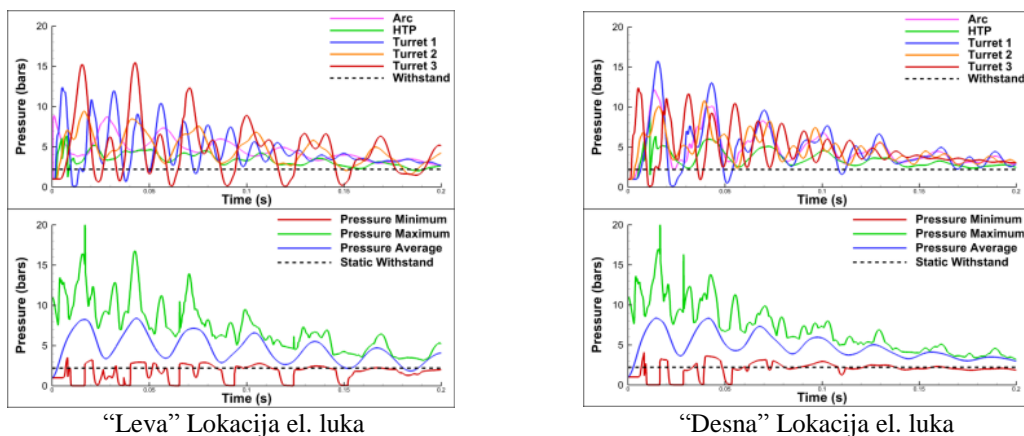 20
15
10
5
0
Pressure (bars)
Arc
HTP
Turret 1
Turret 2
Turret 3
Withstand
0.05
0.1
0.15
0.2
Time (s)
20
15
10
5
0
Pressure (bars)
Pressure Minimum
Pressure Maximum
Pressure Average
Static Withstand
0.05
0.1
0.15
0.2
Time (s)
“Leva” Lokacija el. luka
20
15
10
5
0
Pressure (bars)
Arc
HTP
Turret 1
Turret 2
Turret 3
Withstand
0.05
0.1
0.15
0.2
Time (s)
20
15
10
5
0
Pressure (bars)
Pressure Minimum
Pressure Maximum
Pressure Average
Static Withstand
0.05
0.1
0.15
0.2
Time (s)
“Desna” Lokacija el. luka